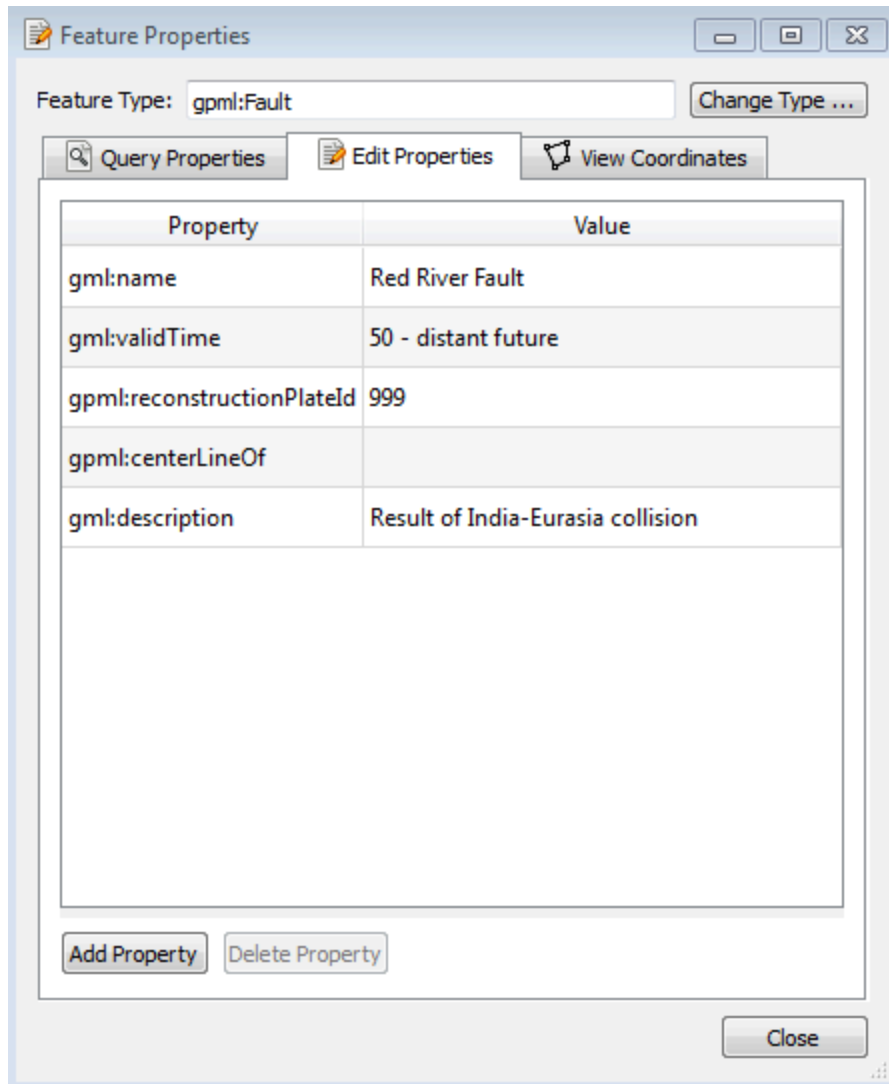 Feature Properties
Feature Type: gpml:Fault Change Type ...
Query Properties Edit Properties View Coordinates
Property Value
gml:name Red River Fault
gml:validTime 50 - distant future
gpml:reconstructionPlateId 999
gpml:centerLineOf
gml:description Result of India-Eurasia collision
Add Property Delete Property
Close